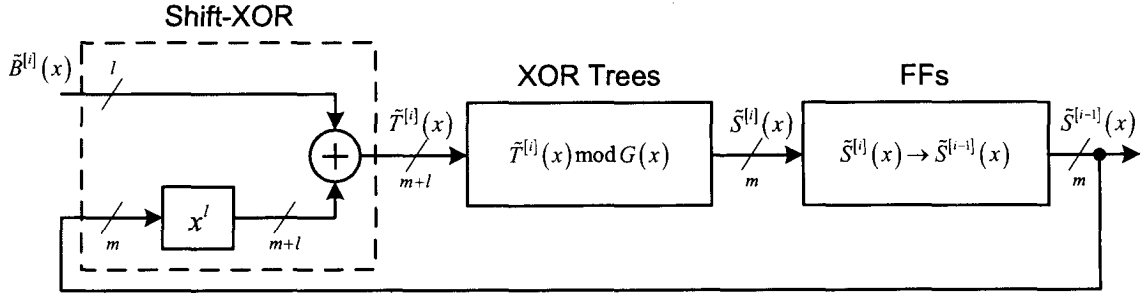 Shift-XOR
B̃^[i](x)
l
XOR Trees
FFs
T̃^[i](x)
m+l
T̃^[i](x) mod G(x)
S̃^[i](x)
m
S̃^[i](x) → S̃^[i-1](x)
S̃^[i-1](x)
m
+
m
x^l
m+l